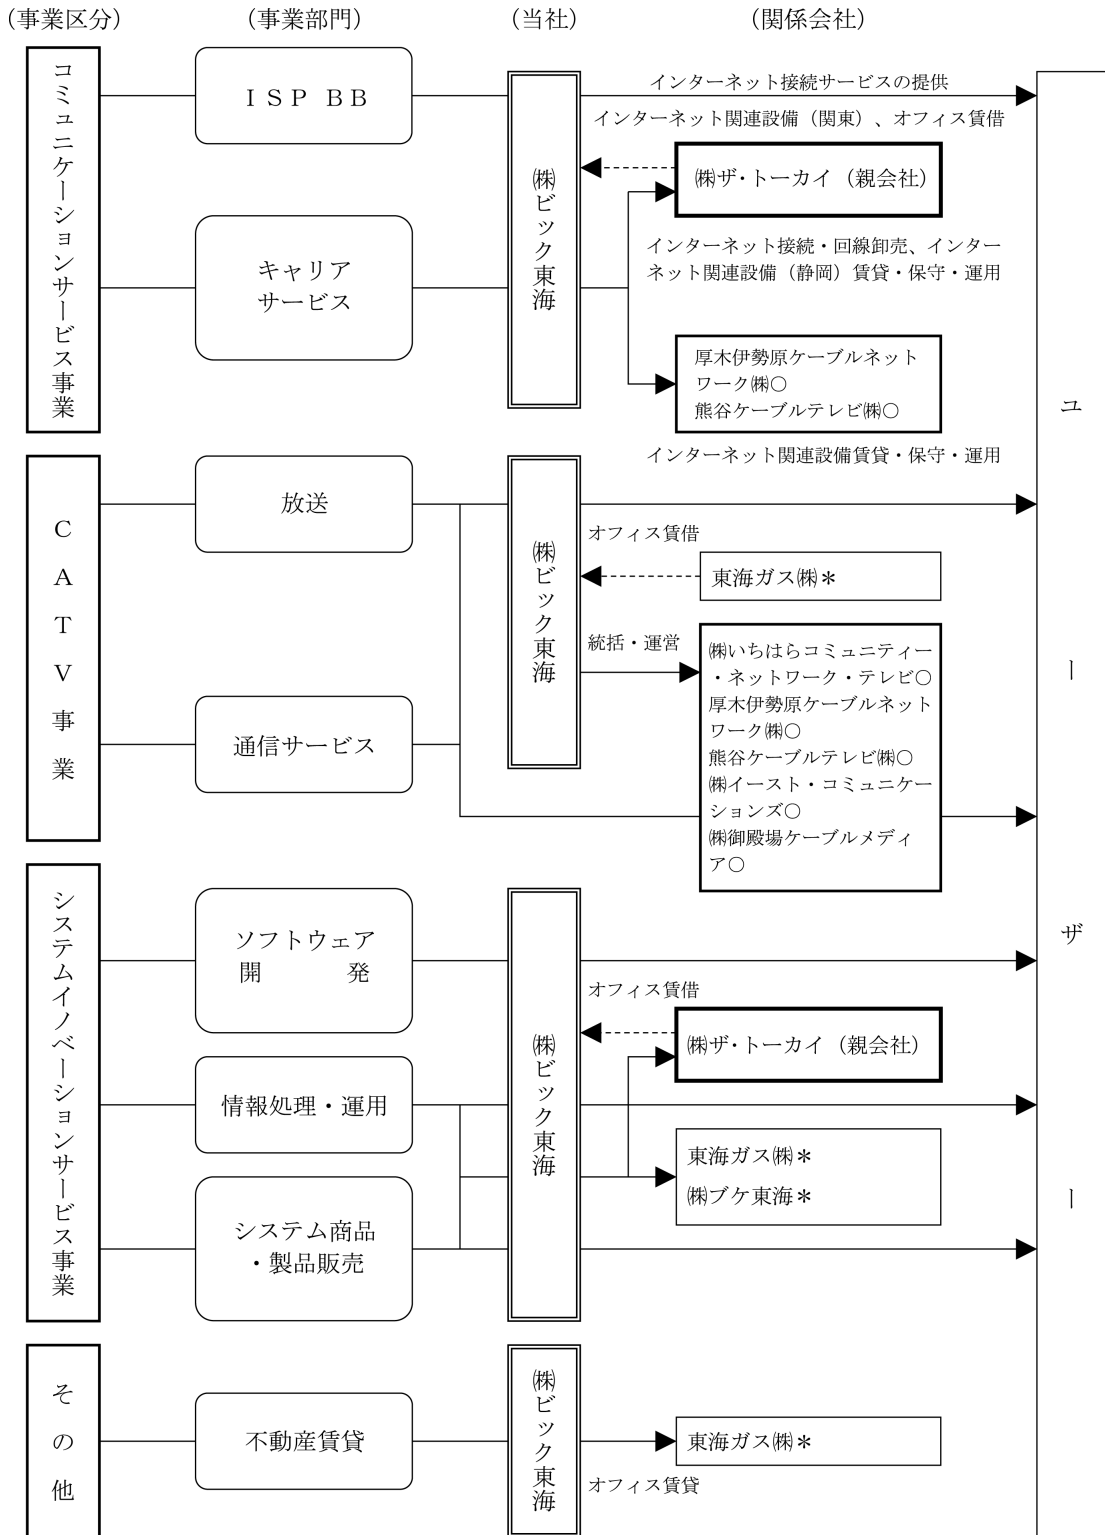 （事業区分）
（事業部門）
（当社）
（関係会社）
コミュニケーションサービス事業
ＩＳＰ ＢＢ
キャリア
サービス
㈱ビック東海
インターネット接続サービスの提供
インターネット関連設備（関東）、オフィス賃借
㈱ザ・トーカイ（親会社）
インターネット接続・回線卸売、インター
ネット関連設備（静岡）賃貸・保守・運用
厚木伊勢原ケーブルネット
ワーク㈱○
熊谷ケーブルテレビ㈱○
インターネット関連設備賃貸・保守・運用
ＣＡＴＶ事業
放送
通信サービス
㈱ビック東海
オフィス賃借
東海ガス㈱＊
統括・運営
㈱いちはらコミュニティー
・ネットワーク・テレビ○
厚木伊勢原ケーブルネット
ワーク㈱○
熊谷ケーブルテレビ㈱○
㈱イースト・コミュニケー
ションズ○
㈱御殿場ケーブルメディ
ア○
システムイノベーションサービス事業
ソフトウェア
開　　発
情報処理・運用
システム商品
・製品販売
㈱ビック東海
オフィス賃借
㈱ザ・トーカイ（親会社）
東海ガス㈱＊
㈱ブケ東海＊
その他
不動産賃貸
㈱ビック東海
東海ガス㈱＊
オフィス賃貸
ユーザー